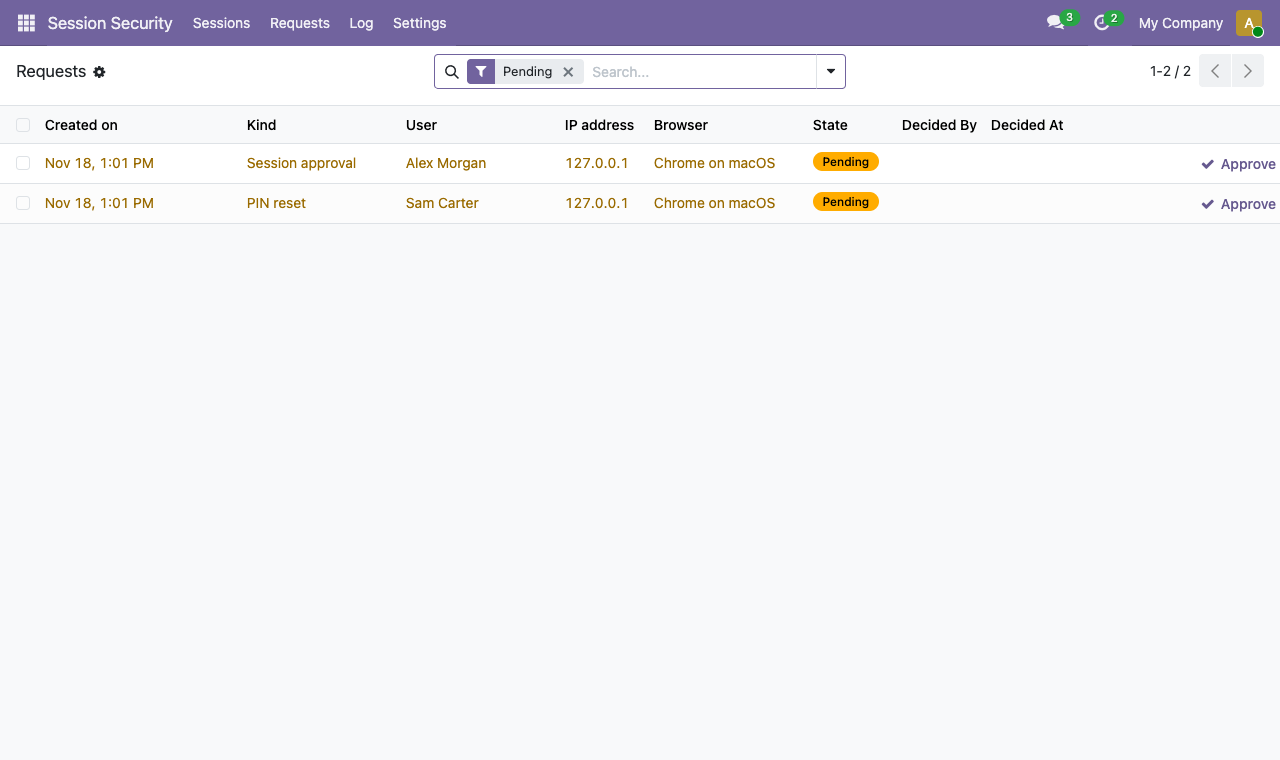 Session Security Sessions Requests Log Settings 3 2 My Company A
Requests Pending Search... 1-2 / 2
Created on Kind User IP address Browser State Decided By Decided At
Nov 18, 1:01 PM Session approval Alex Morgan 127.0.0.1 Chrome on macOS Pending Approve
Nov 18, 1:01 PM PIN reset Sam Carter 127.0.0.1 Chrome on macOS Pending Approve